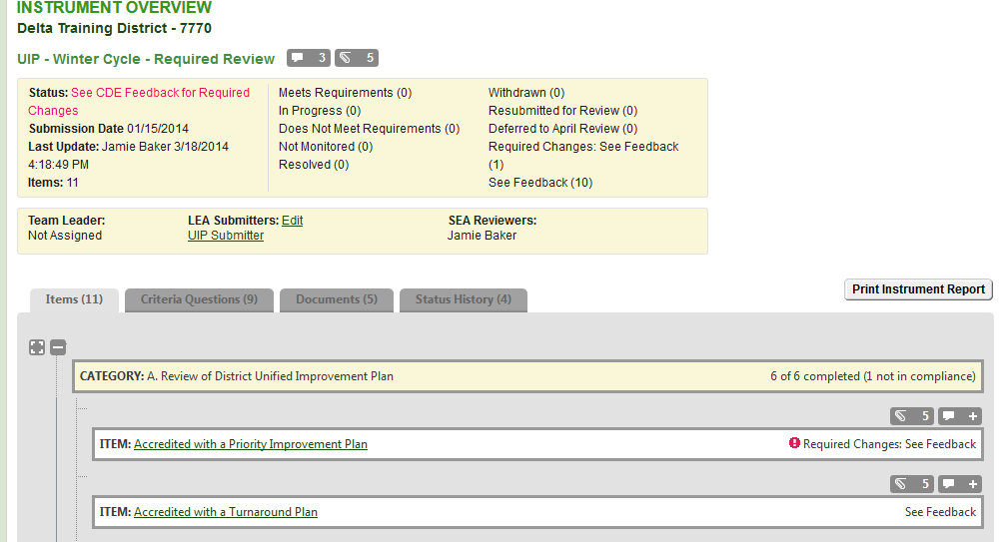 INSTRUMENT OVERVIEW
Delta Training District - 7770
UIP - Winter Cycle - Required Review 3 5
Status: See CDE Feedback for Required
Changes
Submission Date 01/15/2014
Last Update: Jamie Baker 3/18/2014
4:18:49 PM
Items: 11
Meets Requirements (0)
In Progress (0)
Does Not Meet Requirements (0)
Not Monitored (0)
Resolved (0)
Withdrawn (0)
Resubmitted for Review (0)
Deferred to April Review (0)
Required Changes: See Feedback
(1)
See Feedback (10)
Team Leader:
Not Assigned
LEA Submitters: Edit
UIP Submitter
SEA Reviewers:
Jamie Baker
Items (11) Criteria Questions (9) Documents (5) Status History (4)
Print Instrument Report
CATEGORY: A. Review of District Unified Improvement Plan 6 of 6 completed (1 not in compliance)
5 +
ITEM: Accredited with a Priority Improvement Plan Required Changes: See Feedback
5 +
ITEM: Accredited with a Turnaround Plan See Feedback